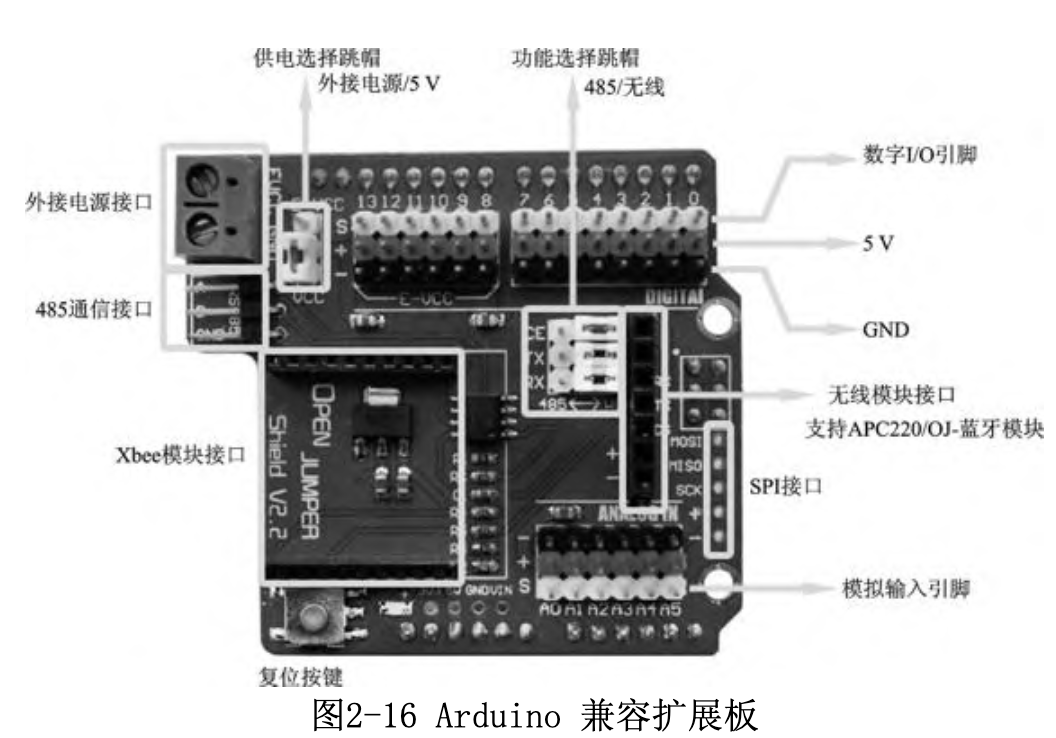 供电选择跳帽
外接电源/5 V
功能选择跳帽
485/无线
数字I/O引脚
外接电源接口
13 12 11 10 9 8
7 6 4 3 2 1 0
S
+
−
5 V
VCC
E-VCC
DIGITAL
485通信接口
GND
GND
CE
TX
RX
485
无线模块接口
支持APC220/OJ-蓝牙模块
OPEN JUMPER
Shield V2.2
Xbee模块接口
MOSI
MISO
SCK
+
−
+
−
SPI接口
ANALOG IN
−
+
S
A0 A1 A2 A3 A4 A5
模拟输入引脚
GND VIN
复位按键
图2-16 Arduino 兼容扩展板